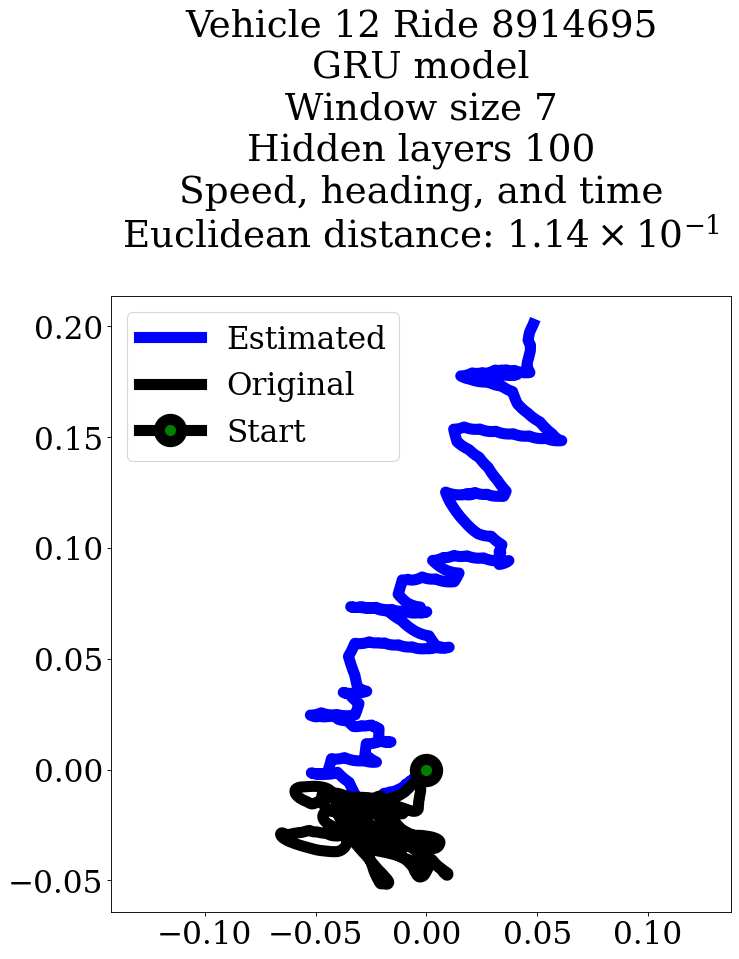 Vehicle 12 Ride 8914695
GRU model
Window size 7
Hidden layers 100
Speed, heading, and time
Euclidean distance: 1.14 × 10⁻¹
Estimated
Original
Start
0.20
0.15
0.10
0.05
0.00
−0.05
−0.10 −0.05 0.00 0.05 0.10